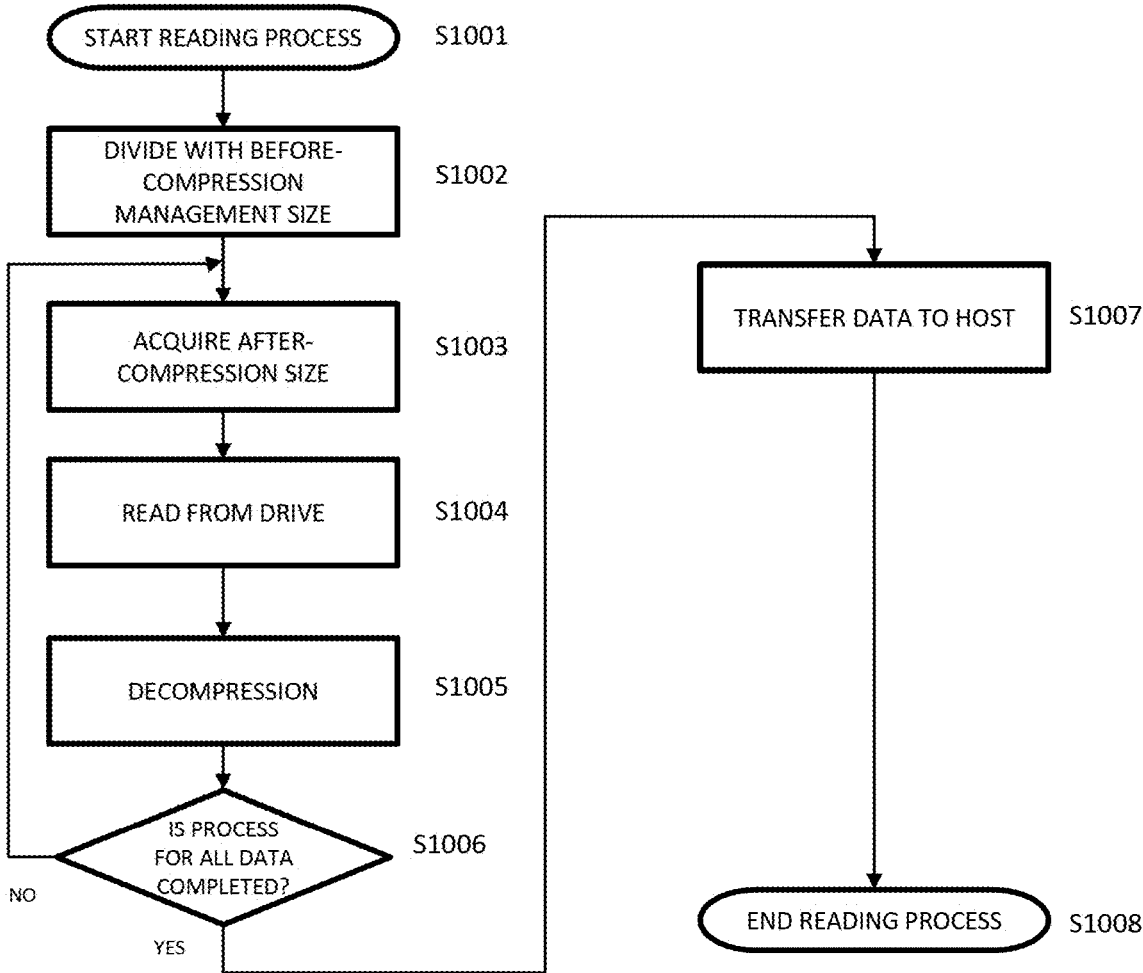 START READING PROCESS
S1001
DIVIDE WITH BEFORE-
COMPRESSION
MANAGEMENT SIZE
S1002
ACQUIRE AFTER-
COMPRESSION SIZE
S1003
READ FROM DRIVE
S1004
DECOMPRESSION
S1005
IS PROCESS
FOR ALL DATA
COMPLETED?
S1006
NO
YES
TRANSFER DATA TO HOST
S1007
END READING PROCESS
S1008